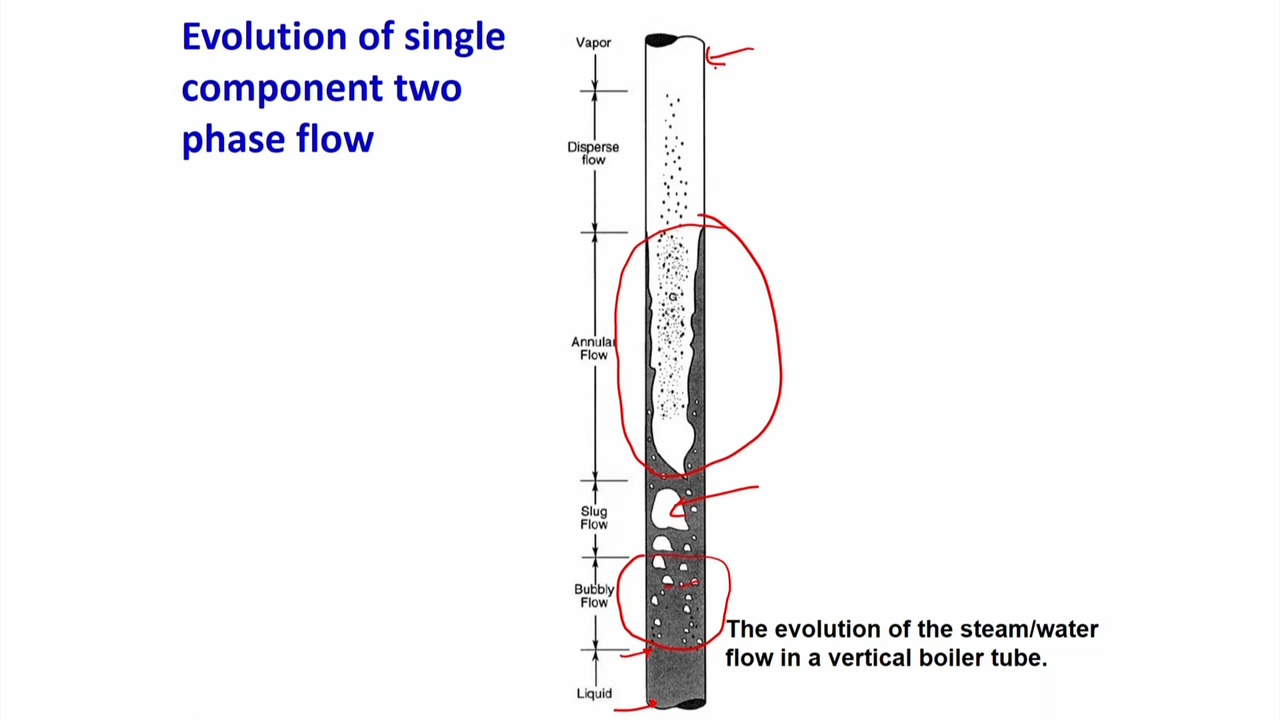 Evolution of single
component two
phase flow
Vapor
Disperse
flow
G
Annular
Flow
Slug
Flow
Bubbly
Flow
The evolution of the steam/water
flow in a vertical boiler tube.
Liquid